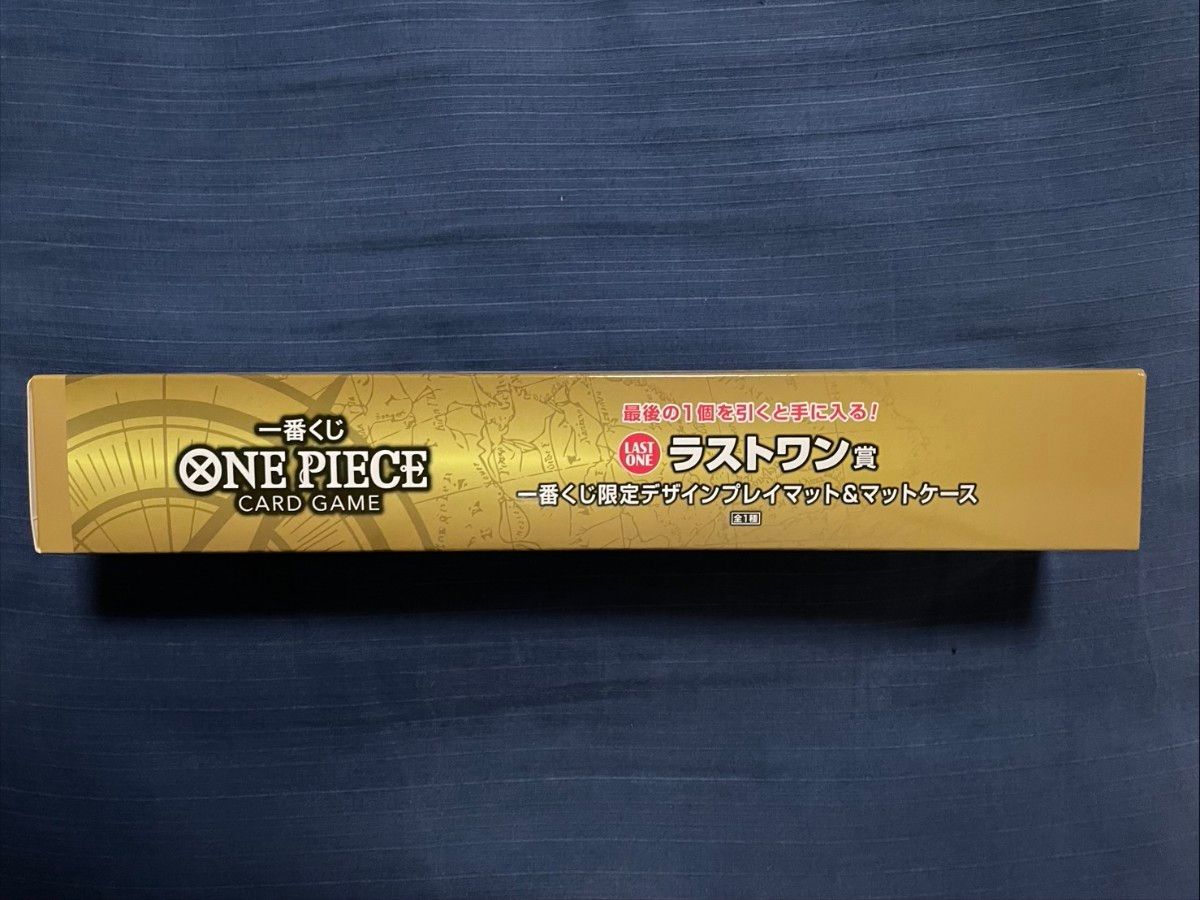 一番くじ
ONE PIECE
CARD GAME
最後の1個を引くと手に入る!
LAST
ONE
ラストワン賞
一番くじ限定デザインプレイマット&マットケース
全1種